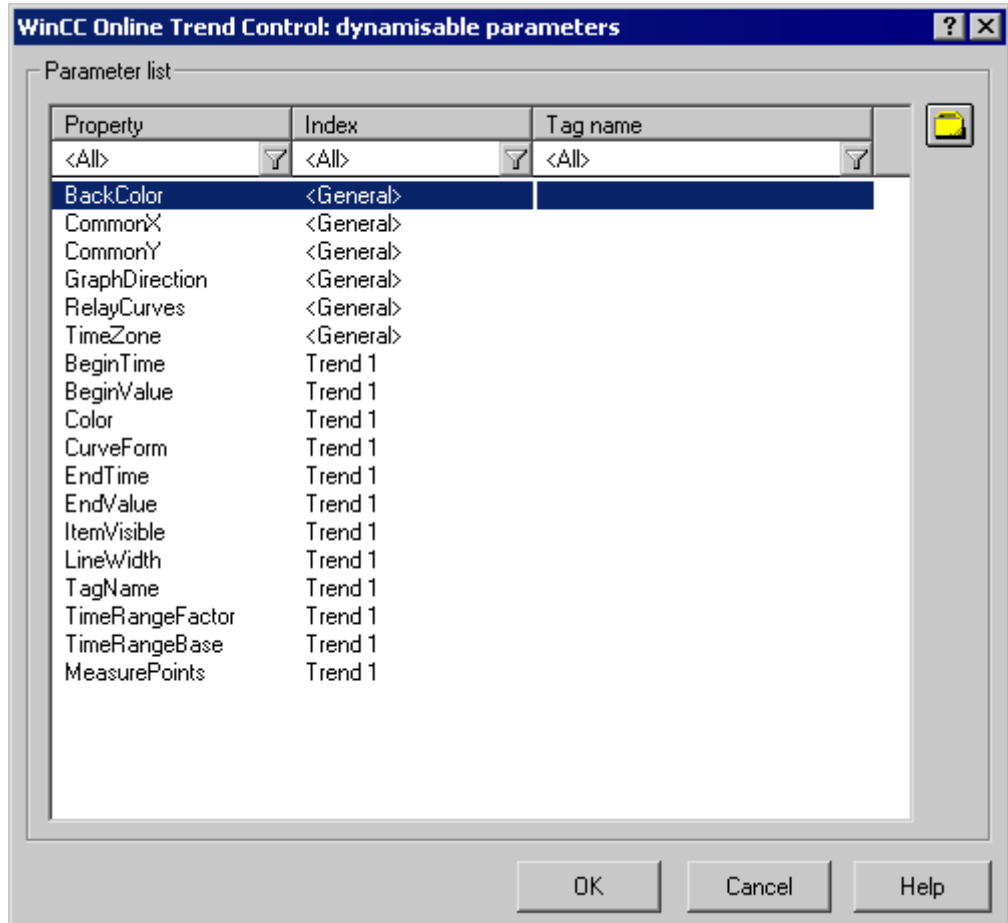 WinCC Online Trend Control: dynamisable parameters
Parameter list
Property Index Tag name
<All> <All> <All>
BackColor <General>
CommonX <General>
CommonY <General>
GraphDirection <General>
RelayCurves <General>
TimeZone <General>
BeginTime Trend 1
BeginValue Trend 1
Color Trend 1
CurveForm Trend 1
EndTime Trend 1
EndValue Trend 1
ItemVisible Trend 1
LineWidth Trend 1
TagName Trend 1
TimeRangeFactor Trend 1
TimeRangeBase Trend 1
MeasurePoints Trend 1
OK Cancel Help